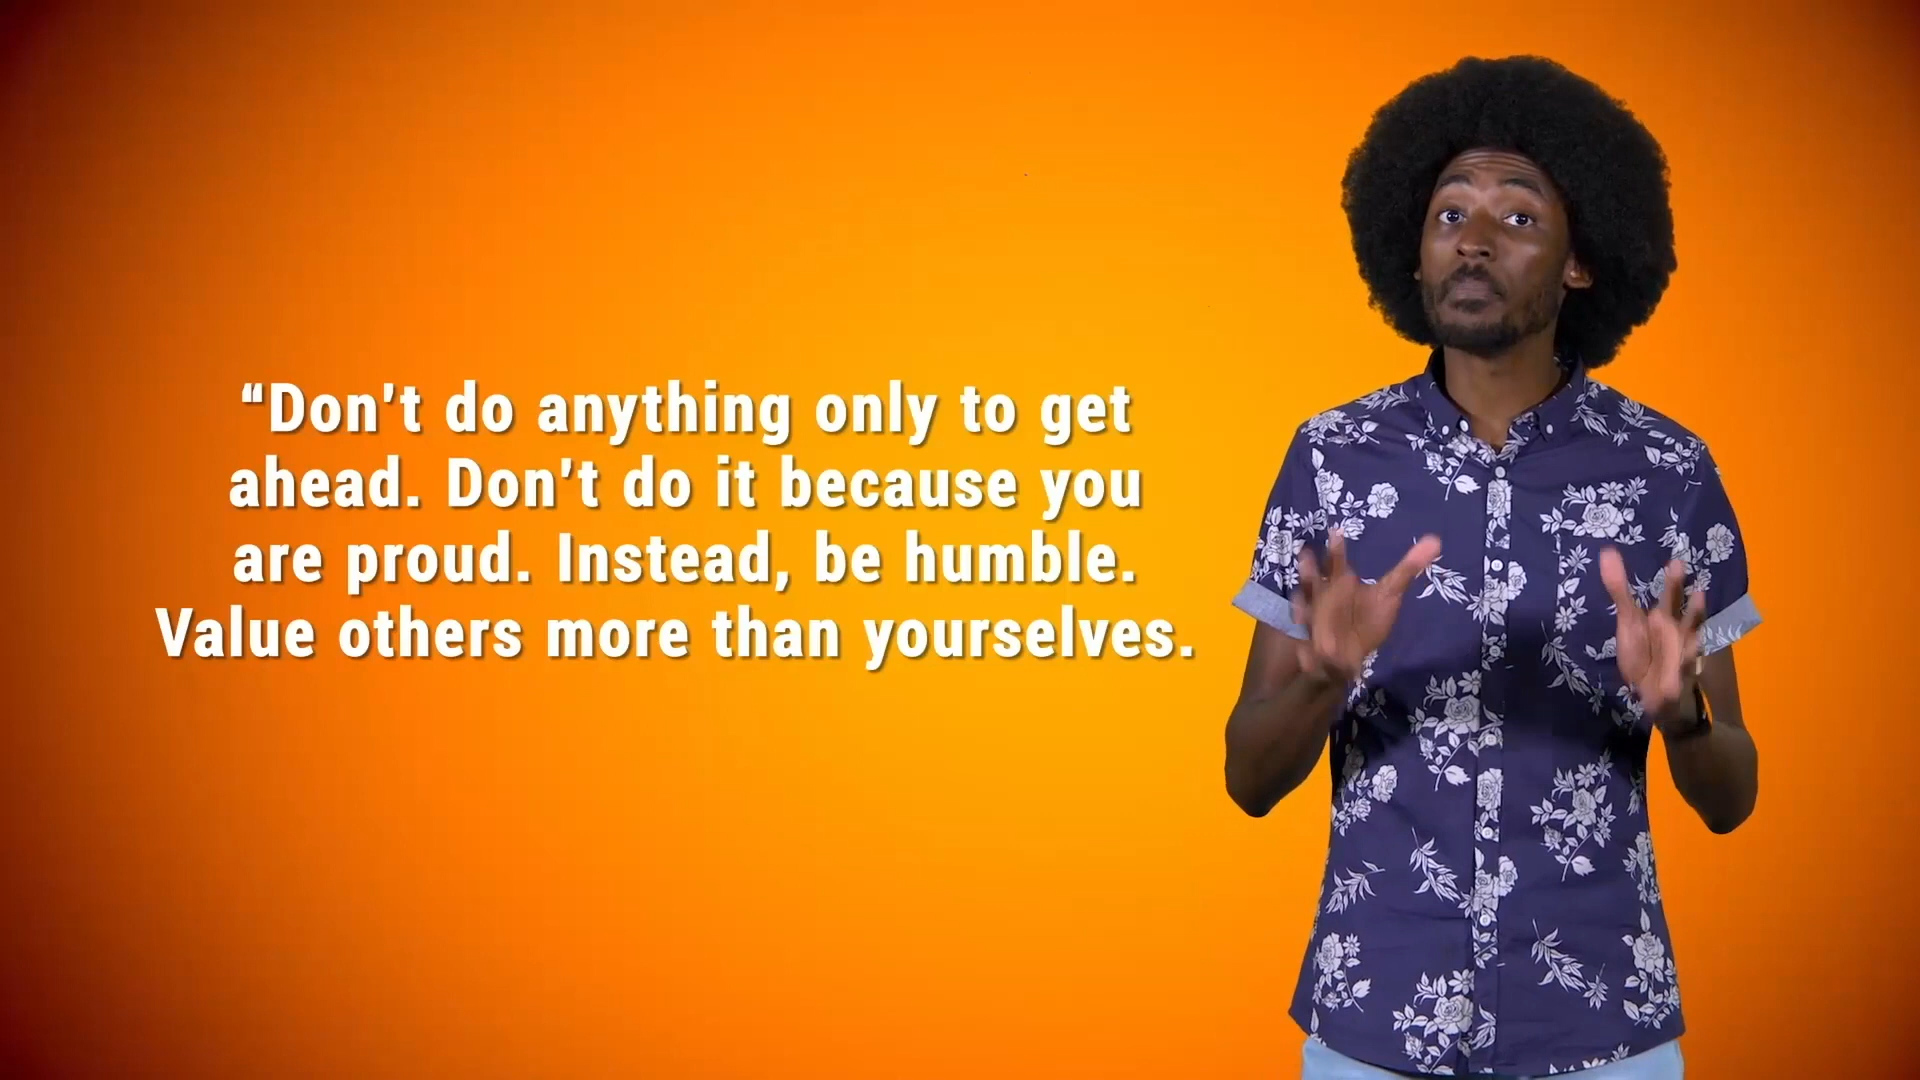 “Don't do anything only to get
ahead. Don't do it because you
are proud. Instead, be humble.
Value others more than yourselves.